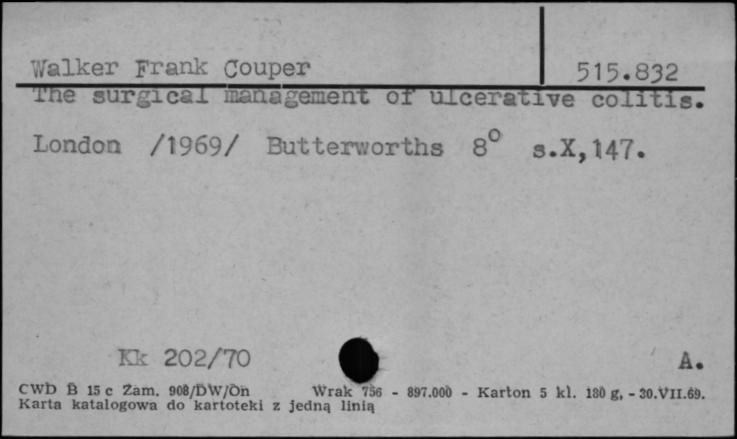 Walker Frank Couper 515.832
The surgical management of ulcerative colitis.
London /1969/ Butterworths 8° s.X,147.
Kk 202/70 A.
CWD B 15 c Zam. 908/DW/On Wrak 756 - 897.000 - Karton 5 kl. 180 g, - 30.VII.69.
Karta katalogowa do kartoteki z jedną linią